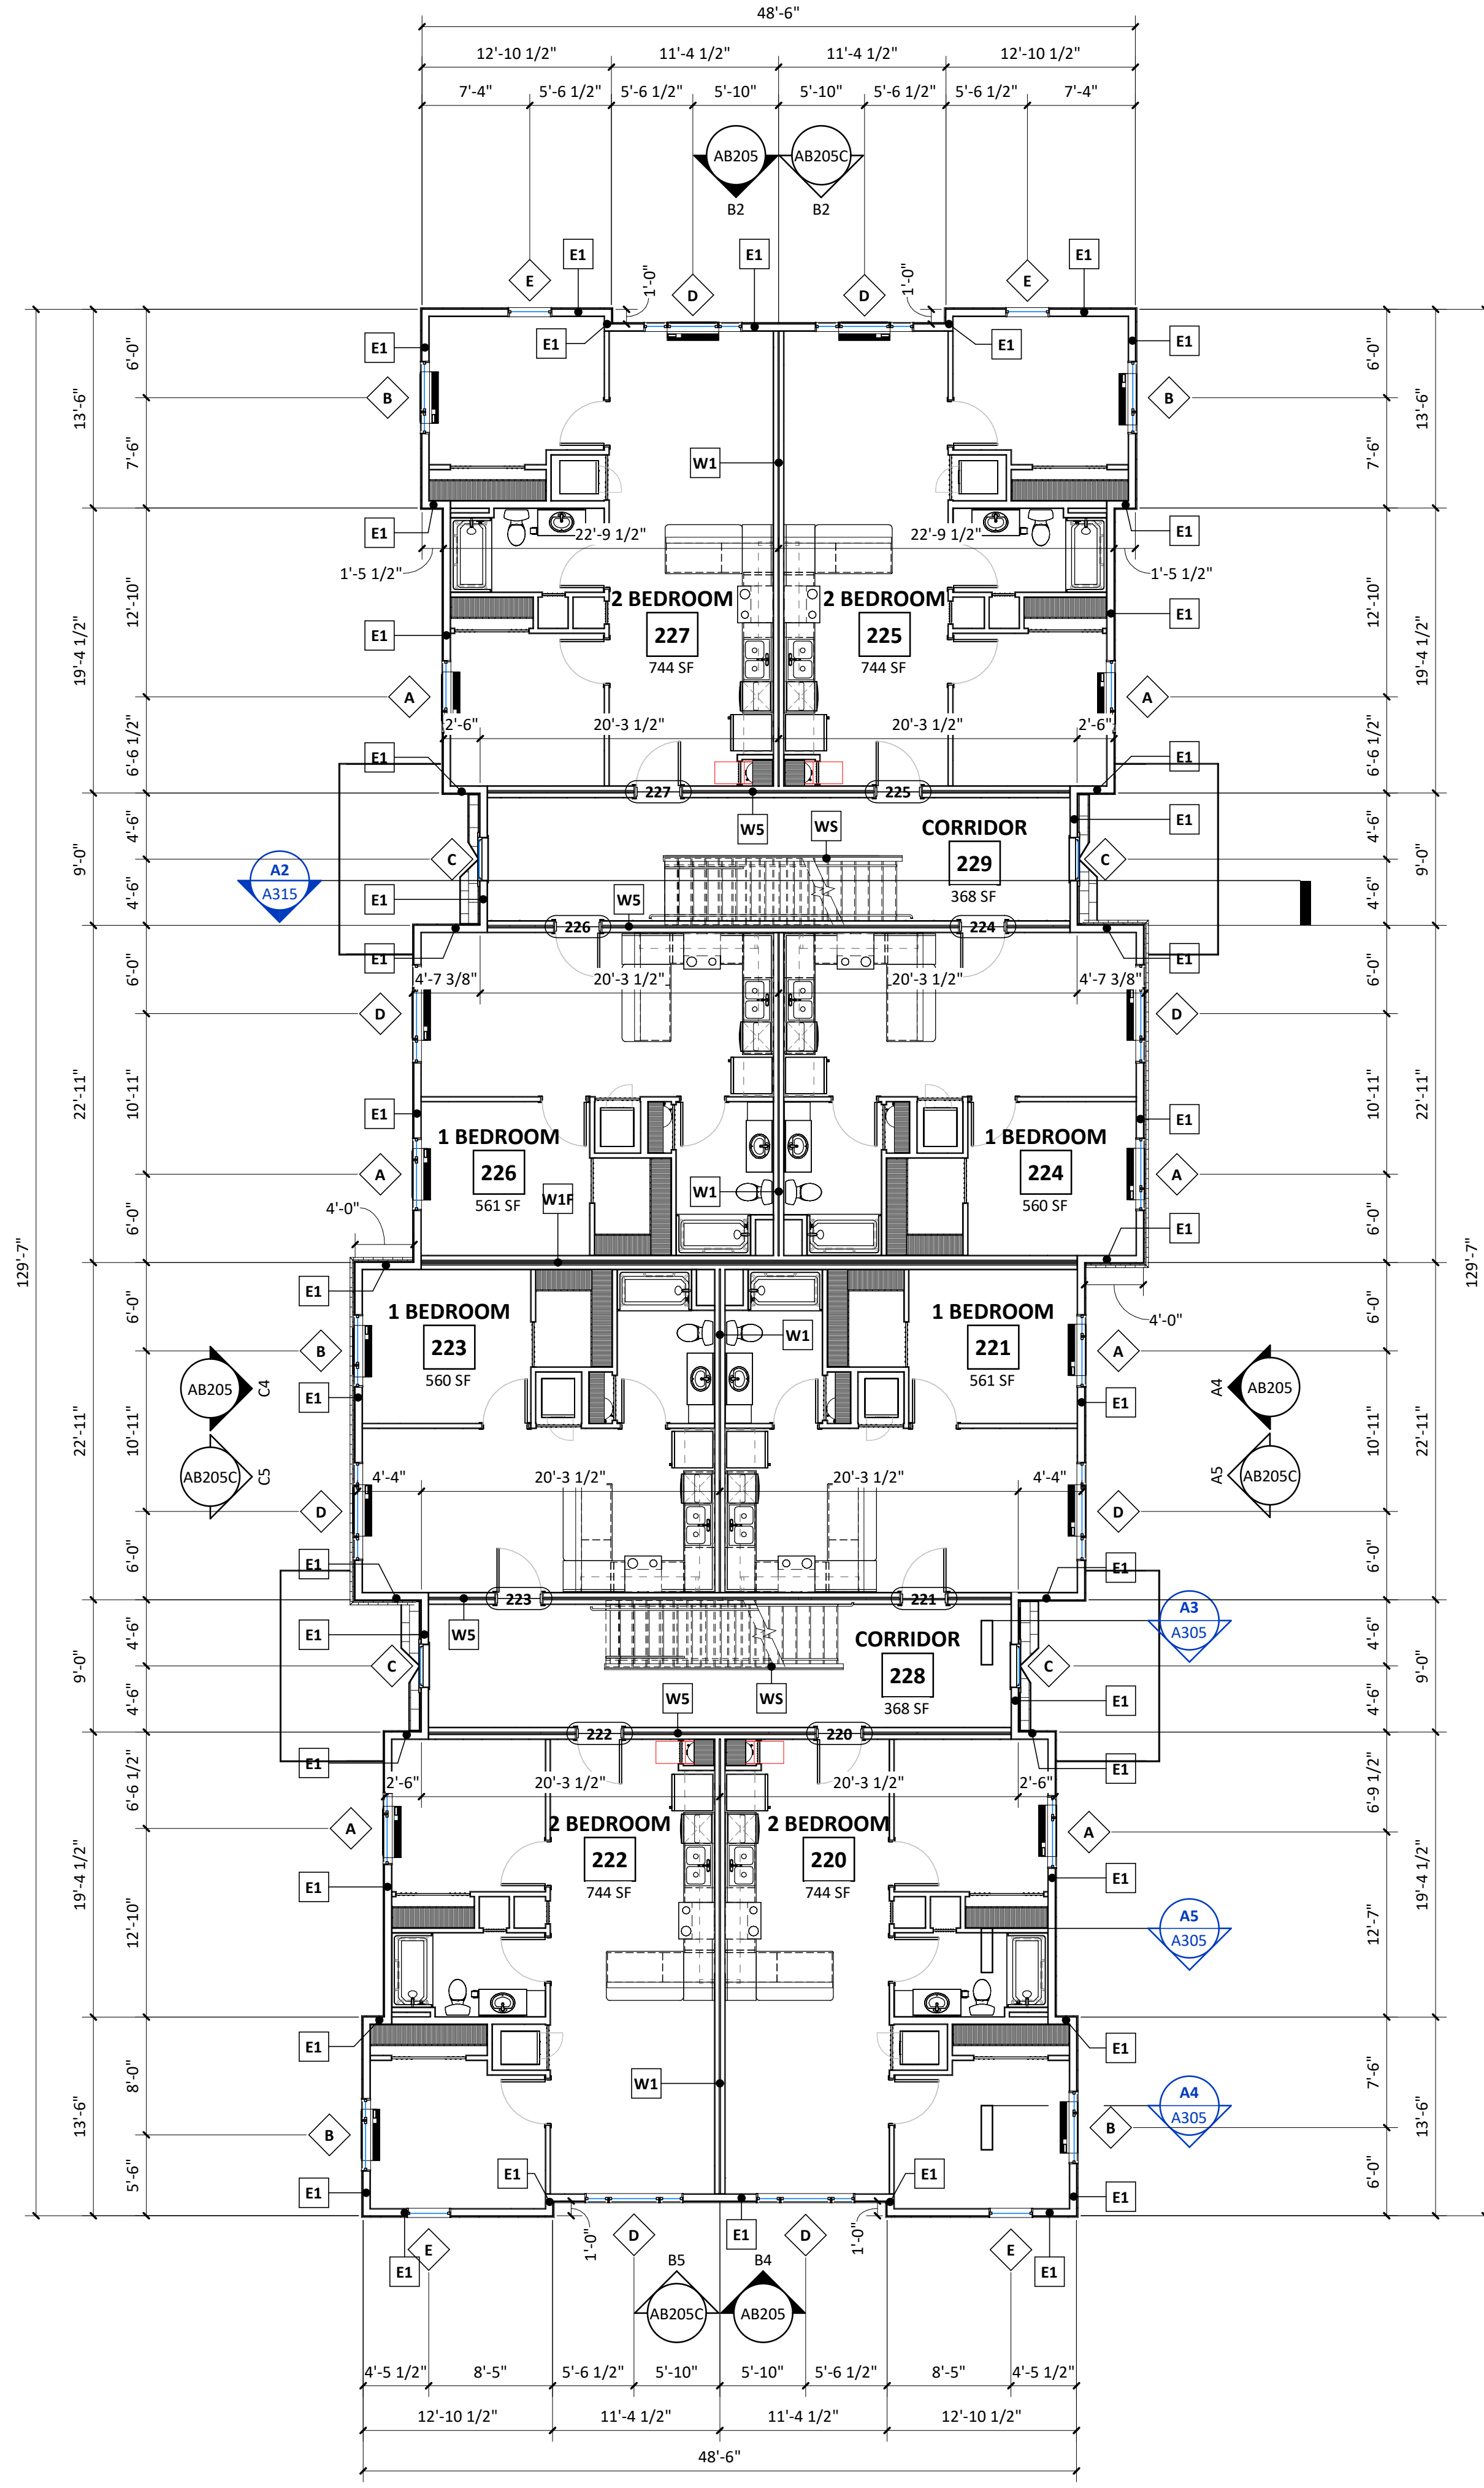 48'-6"
12'-10 1/2" 11'-4 1/2" 11'-4 1/2" 12'-10 1/2"
7'-4" 5'-6 1/2" 5'-6 1/2" 5'-10" 5'-10" 5'-6 1/2" 5'-6 1/2" 7'-4"
AB205 AB205C
B2 B2
E1 E1 E1
E D 1'-0" D 1'-0" E
E1 E1 E1 E1
6'-0" 6'-0"
B B
13'-6" 13'-6"
7'-6" 7'-6"
W1
E1 E1
22'-9 1/2" 22'-9 1/2"
1'-5 1/2" 1'-5 1/2"
12'-10" 12'-10"
2 BEDROOM 2 BEDROOM
E1 227 225 E1
744 SF 744 SF
19'-4 1/2" 19'-4 1/2"
A A
2'-6" 20'-3 1/2" 20'-3 1/2" 2'-6"
6'-6 1/2" 6'-6 1/2"
E1 E1
227 225
4'-6" W5 WS CORRIDOR E1 4'-6"
9'-0" C 229 C 9'-0"
368 SF
A2
A315
4'-6" E1 W5 4'-6"
226 224
E1 E1
6'-0" 4'-7 3/8" 20'-3 1/2" 20'-3 1/2" 4'-7 3/8" 6'-0"
D D
22'-11" 10'-11" 10'-11" 22'-11"
E1 E1
1 BEDROOM 1 BEDROOM
A 226 224 A
561 SF W1F W1 560 SF
6'-0" 4'-0" E1 6'-0"
129'-7" 129'-7"
E1
6'-0" 1 BEDROOM 1 BEDROOM 4'-0" 6'-0"
B 223 W1 221 A
560 SF 561 SF
AB205 C4 E1 E1 A4 AB205
22'-11" 10'-11" 10'-11" 22'-11"
AB205C C5 4'-4" 20'-3 1/2" 20'-3 1/2" 4'-4" A5 AB205C
D D
6'-0" E1 E1 6'-0"
223 221
A3
A305
4'-6" E1 W5 CORRIDOR 4'-6"
9'-0" C 228 C 9'-0"
W5 WS 368 SF E1
4'-6" 4'-6"
222 220
E1 E1
2'-6" 20'-3 1/2" 20'-3 1/2" 2'-6"
6'-6 1/2" 6'-9 1/2"
A 2 BEDROOM 2 BEDROOM A
222 220
744 SF 744 SF
E1 E1
19'-4 1/2" 19'-4 1/2"
12'-10" 12'-7"
A5
A305
E1 E1
8'-0" W1 7'-6"
A4
A305
13'-6" 13'-6"
B B
5'-6" E1 E1 E1 E1 6'-0"
1'-0" D E1 D 1'-0"
E B5 B4 E
E1 E1
AB205C AB205
4'-5 1/2" 8'-5" 5'-6 1/2" 5'-10" 5'-10" 5'-6 1/2" 8'-5" 4'-5 1/2"
12'-10 1/2" 11'-4 1/2" 11'-4 1/2" 12'-10 1/2"
48'-6"